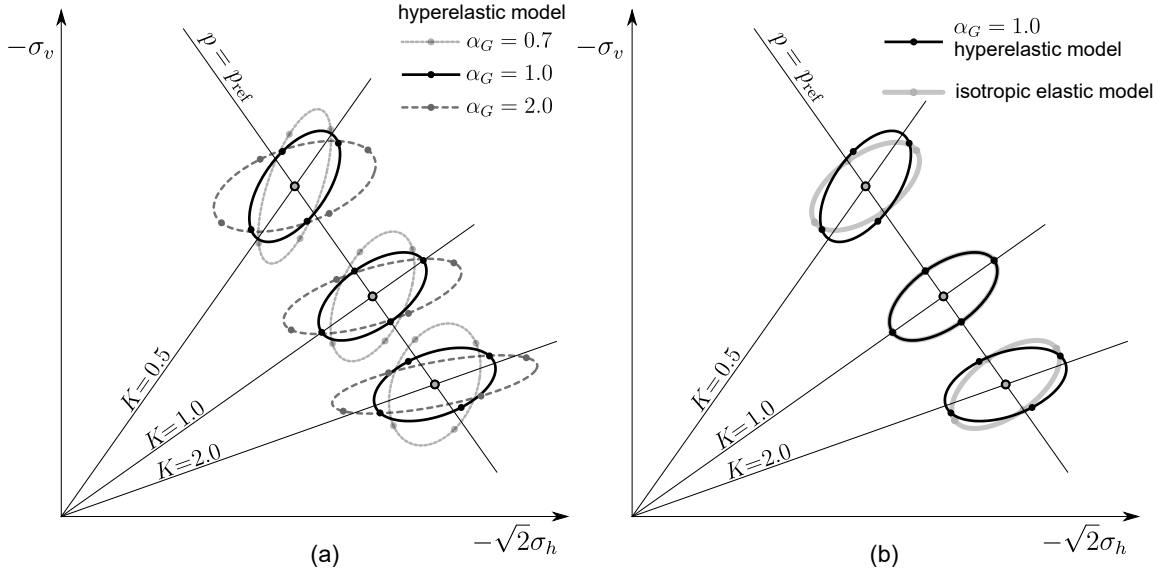 hyperelastic model
α_G = 0.7
α_G = 1.0
α_G = 2.0
−σ_v
p = p_ref
K=0.5
K=1.0
K=2.0
−√2σ_h
(a)
α_G = 1.0
hyperelastic model
isotropic elastic model
−σ_v
p = p_ref
K=0.5
K=1.0
K=2.0
−√2σ_h
(b)